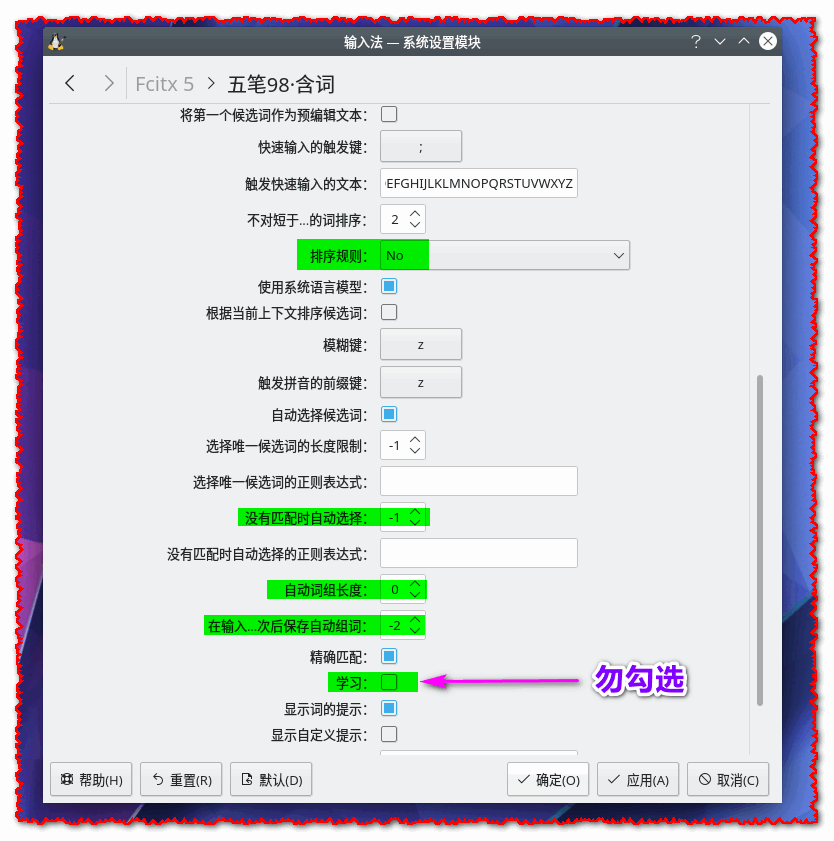 输入法 — 系统设置模块
Fcitx 5 > 五笔98·含词
将第一个候选词作为预编辑文本:
快速输入的触发键: ;
触发快速输入的文本: EFGHIJLKLMNOPQRSTUVWXYZ
不对短于...的词排序: 2
排序规则: No
使用系统语言模型:
根据当前上下文排序候选词:
模糊键: z
触发拼音的前缀键: z
自动选择候选词:
选择唯一候选词的长度限制: -1
选择唯一候选词的正则表达式:
没有匹配时自动选择: -1
没有匹配时自动选择的正则表达式:
自动词组长度: 0
在输入...次后保存自动组词: -2
精确匹配:
学习: 勿勾选
显示词的提示:
显示自定义提示:
帮助(H) 重置(R) 默认(D) 确定(O) 应用(A) 取消(C)